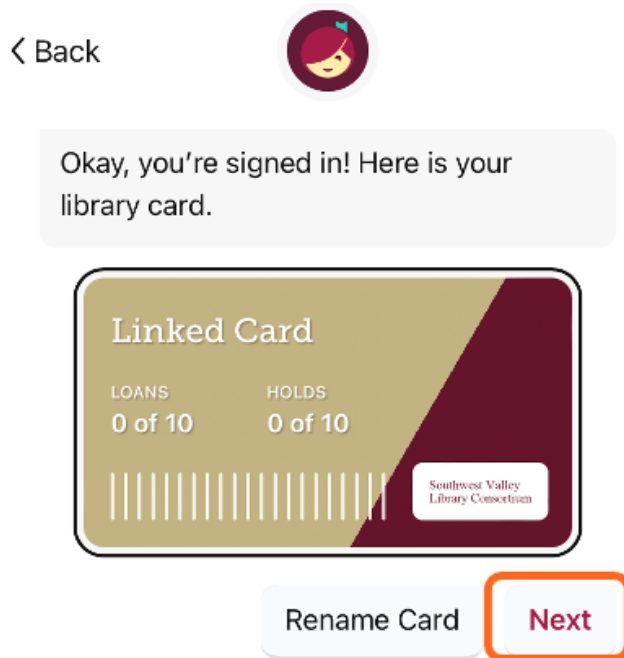 Back
Okay, you're signed in! Here is your
library card.
Linked Card
LOANS HOLDS
0 of 10 0 of 10
Southwest Valley
Library Consortium
Rename Card Next